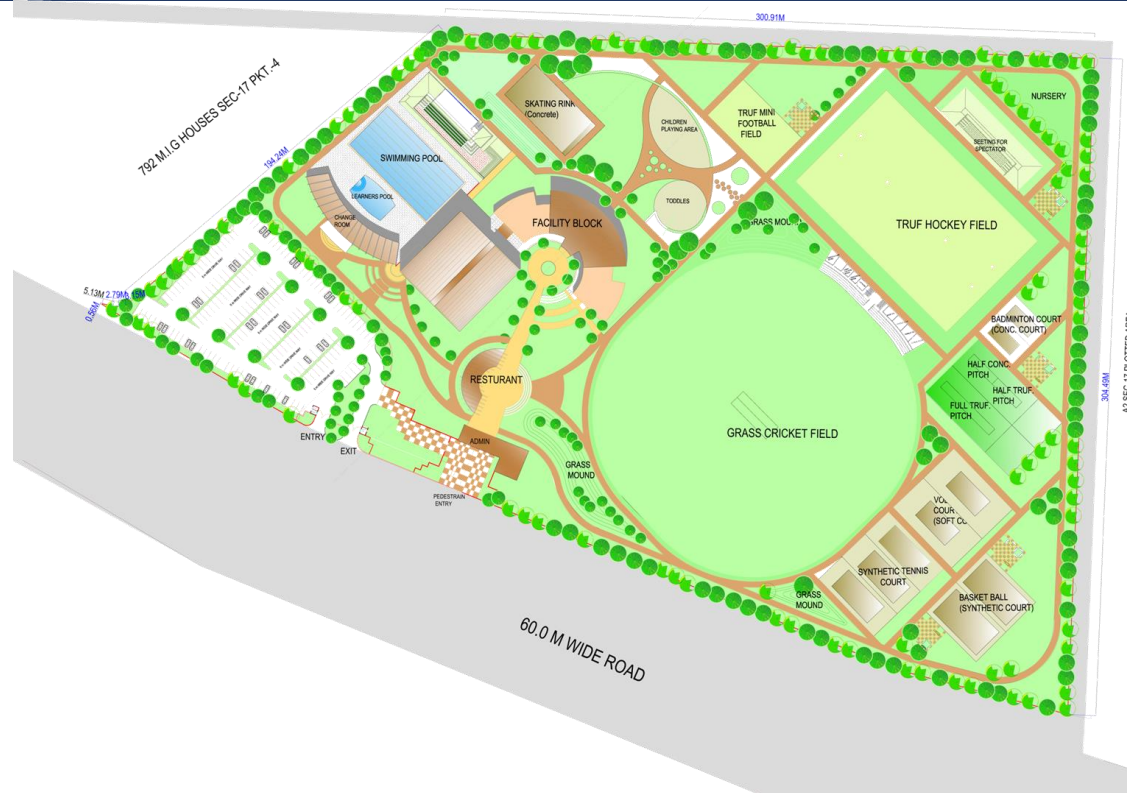 300.91M
792 M.I.G HOUSES SEC-17 PKT.-4
194.24M
SKATING RINK
(Concrete)
CHILDREN
PLAYING AREA
TRUF MINI
FOOTBALL
FIELD
NURSERY
SEETING FOR
SPECTATOR
SWIMMING POOL
LEARNERS POOL
CHANGE
ROOM
TODDLES
FACILITY BLOCK
GRASS MOUND
TRUF HOCKEY FIELD
5.13M
2.79M
0.56M
BADMINTON COURT
(CONC. COURT)
HALF CONC.
PITCH
HALF TRUF.
PITCH
FULL TRUF.
PITCH
304.49M
RESTURANT
GRASS CRICKET FIELD
ENTRY
EXIT
ADMIN
GRASS
MOUND
PEDESTRAIN
ENTRY
COUR
(SOFT
SYNTHETIC TENNIS
COURT
GRASS
MOUND
BASKET BALL
(SYNTHETIC COURT)
60.0 M WIDE ROAD